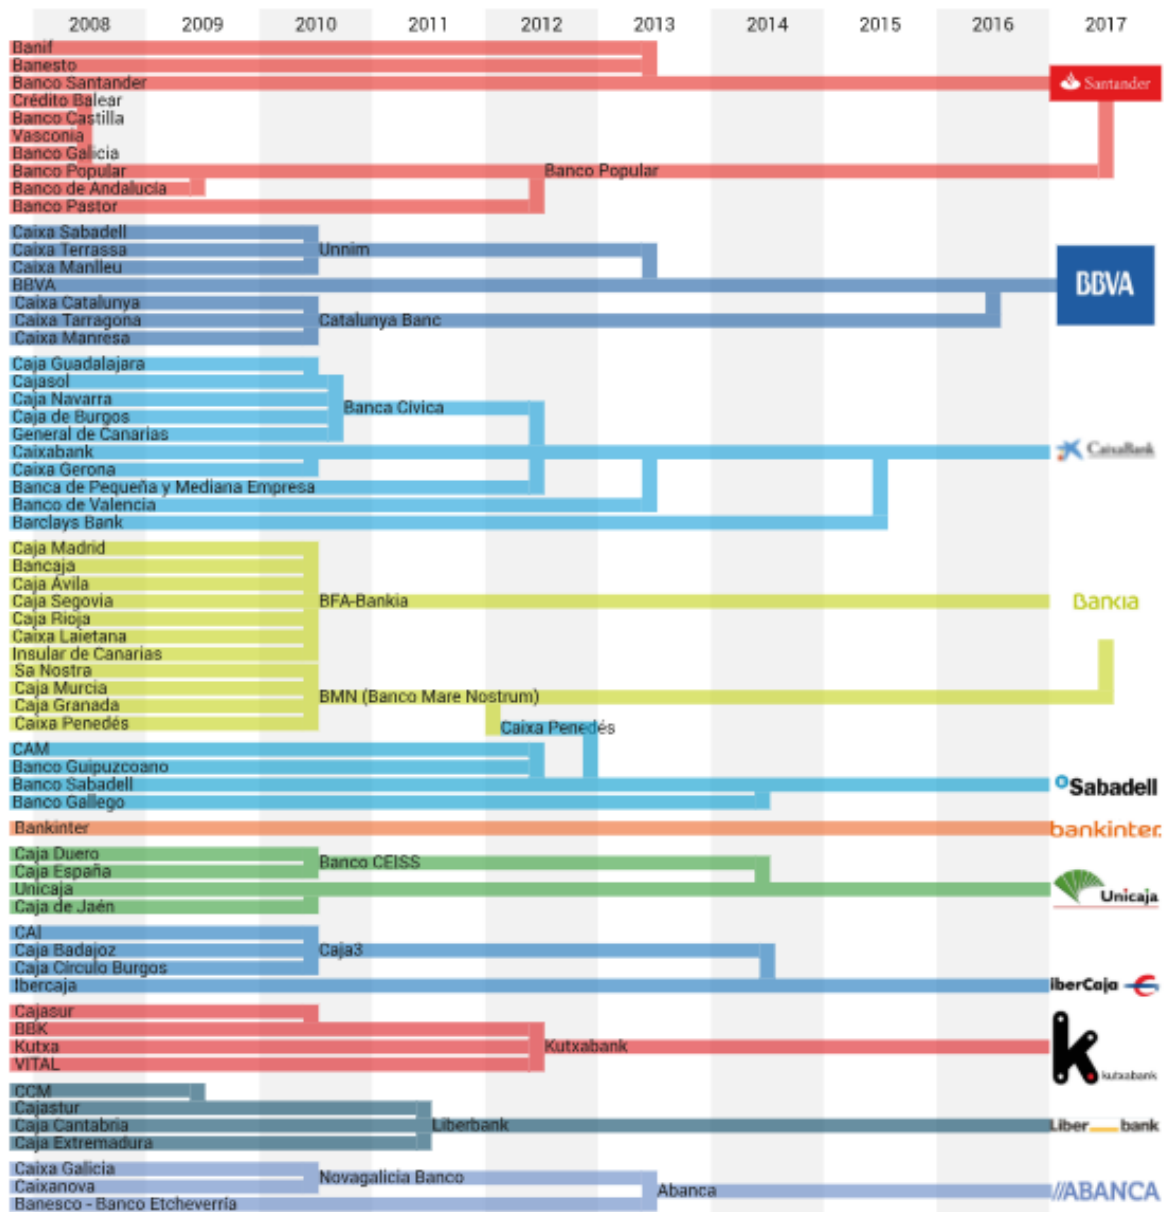 2008 2009 2010 2011 2012 2013 2014 2015 2016 2017
Banif
Banesto
Banco Santander
Santander
Crédito Balear
Banco Castilla
Vasconia
Banco Galicia
Banco Popular Banco Popular
Banco de Andalucía
Banco Pastor
Caixa Sabadell
Caixa Terrassa Unnim
Caixa Manlleu
BBVA
BBVA
Caixa Catalunya
Caixa Tarragona Catalunya Banc
Caixa Manresa
Caja Guadalajara
Cajasol
Caja Navarra
Banca Cívica
Caja de Burgos
General de Canarias
Caixabank CaixaBank
Caixa Gerona
Banca de Pequeña y Mediana Empresa
Banco de Valencia
Barclays Bank
Caja Madrid
Bancaja
Caja Ávila
Caja Segovia BFA-Bankia Bankia
Caja Rioja
Caixa Laietana
Insular de Canarias
Sa Nostra
Caja Murcia
BMN (Banco Mare Nostrum)
Caja Granada
Caixa Penedés
Caixa Penedés
CAM
Banco Guipuzcoano
Banco Sabadell Sabadell
Banco Gallego
Bankinter bankinter.
Caja Duero
Banco CEISS
Caja España
Unicaja Unicaja
Caja de Jaén
CAI
Caja Badajoz Caja3
Caja Círculo Burgos
Ibercaja iberCaja
Cajasur
BBK
Kutxa Kutxabank
k
kutxabank
VITAL
CCM
Cajastur
Caja Cantabria Liberbank Liber bank
Caja Extremadura
Caixa Galicia
Novagalicia Banco
Caixanova
Abanca //ABANCA
Banesco - Banco Etcheverría